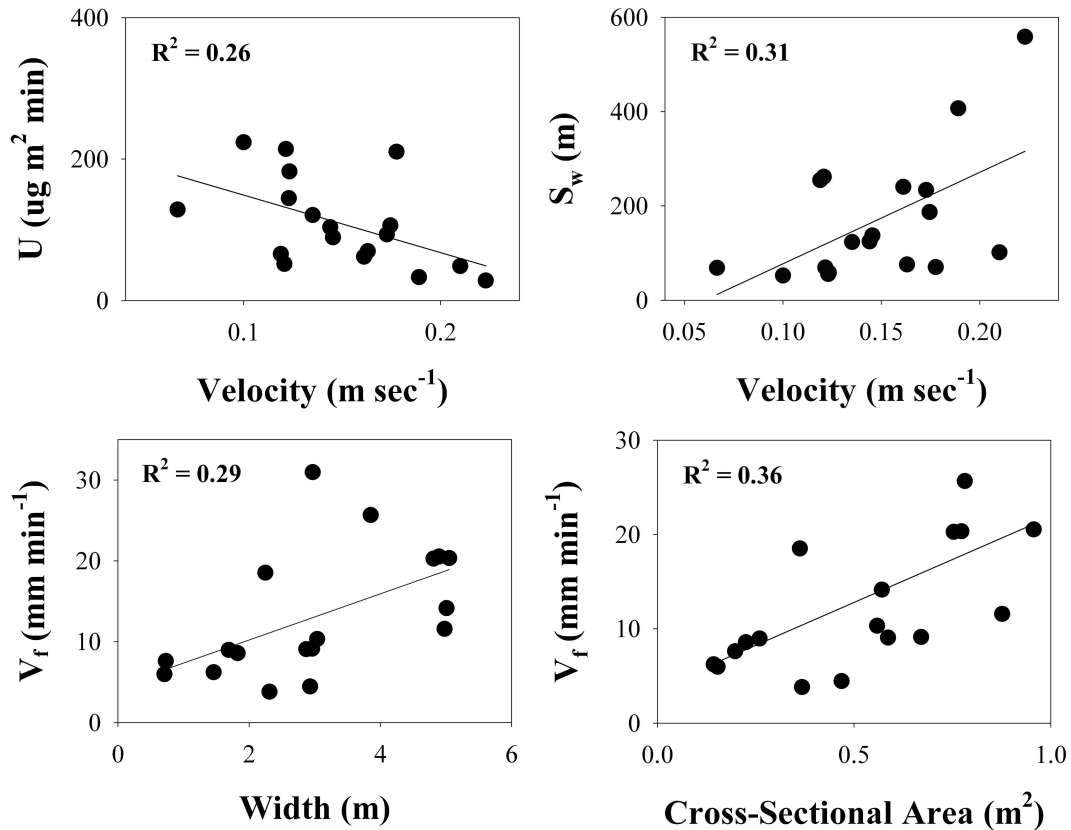 400
R² = 0.26
200
0
U (ug m² min)
0.1 0.2
Velocity (m sec⁻¹)
600
R² = 0.31
400
200
0
S_w (m)
0.05 0.10 0.15 0.20
Velocity (m sec⁻¹)
R² = 0.29
30
20
10
0
V_f (mm min⁻¹)
0 2 4 6
Width (m)
30
R² = 0.36
20
10
0
V_f (mm min⁻¹)
0.0 0.5 1.0
Cross-Sectional Area (m²)